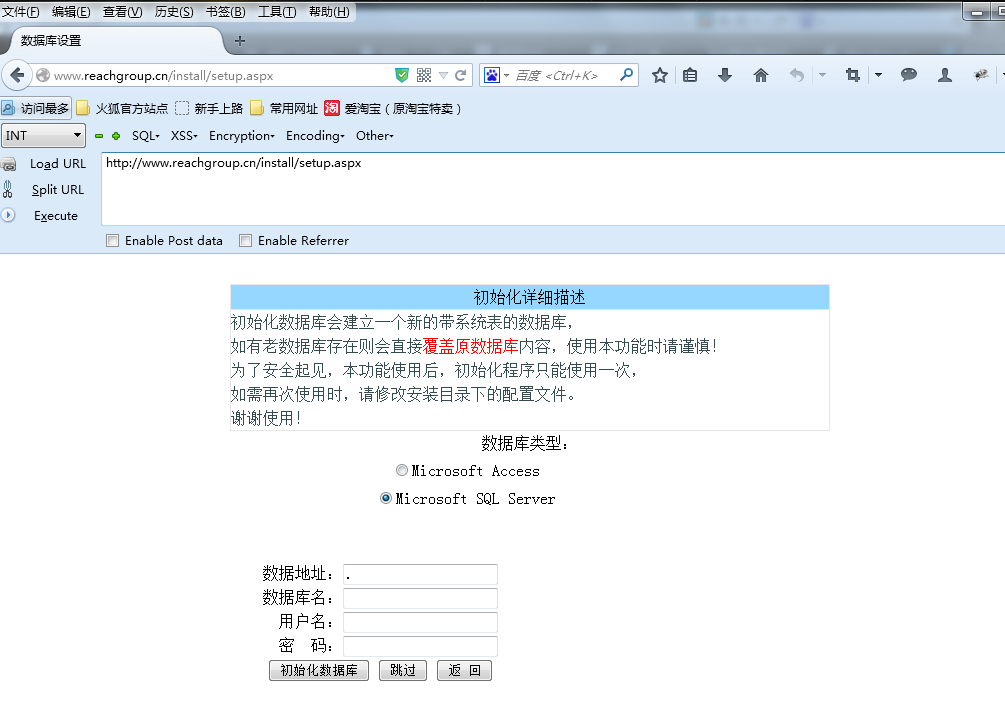 文件(F) 编辑(E) 查看(V) 历史(S) 书签(B) 工具(T) 帮助(H)
数据库设置
www.reachgroup.cn/install/setup.aspx 百度 <Ctrl+K>
访问最多 火狐官方站点 新手上路 常用网址 淘 爱淘宝（原淘宝特卖）
INT SQL XSS Encryption Encoding Other
Load URL http://www.reachgroup.cn/install/setup.aspx
Split URL
Execute
Enable Post data Enable Referrer
初始化详细描述
初始化数据库会建立一个新的带系统表的数据库，
如有老数据库存在则会直接覆盖原数据库内容，使用本功能时请谨慎！
为了安全起见，本功能使用后，初始化程序只能使用一次，
如需再次使用时，请修改安装目录下的配置文件。
谢谢使用！
数据库类型：
Microsoft Access
Microsoft SQL Server
数据地址： .
数据库名：
用户名：
密 码：
初始化数据库 跳过 返 回